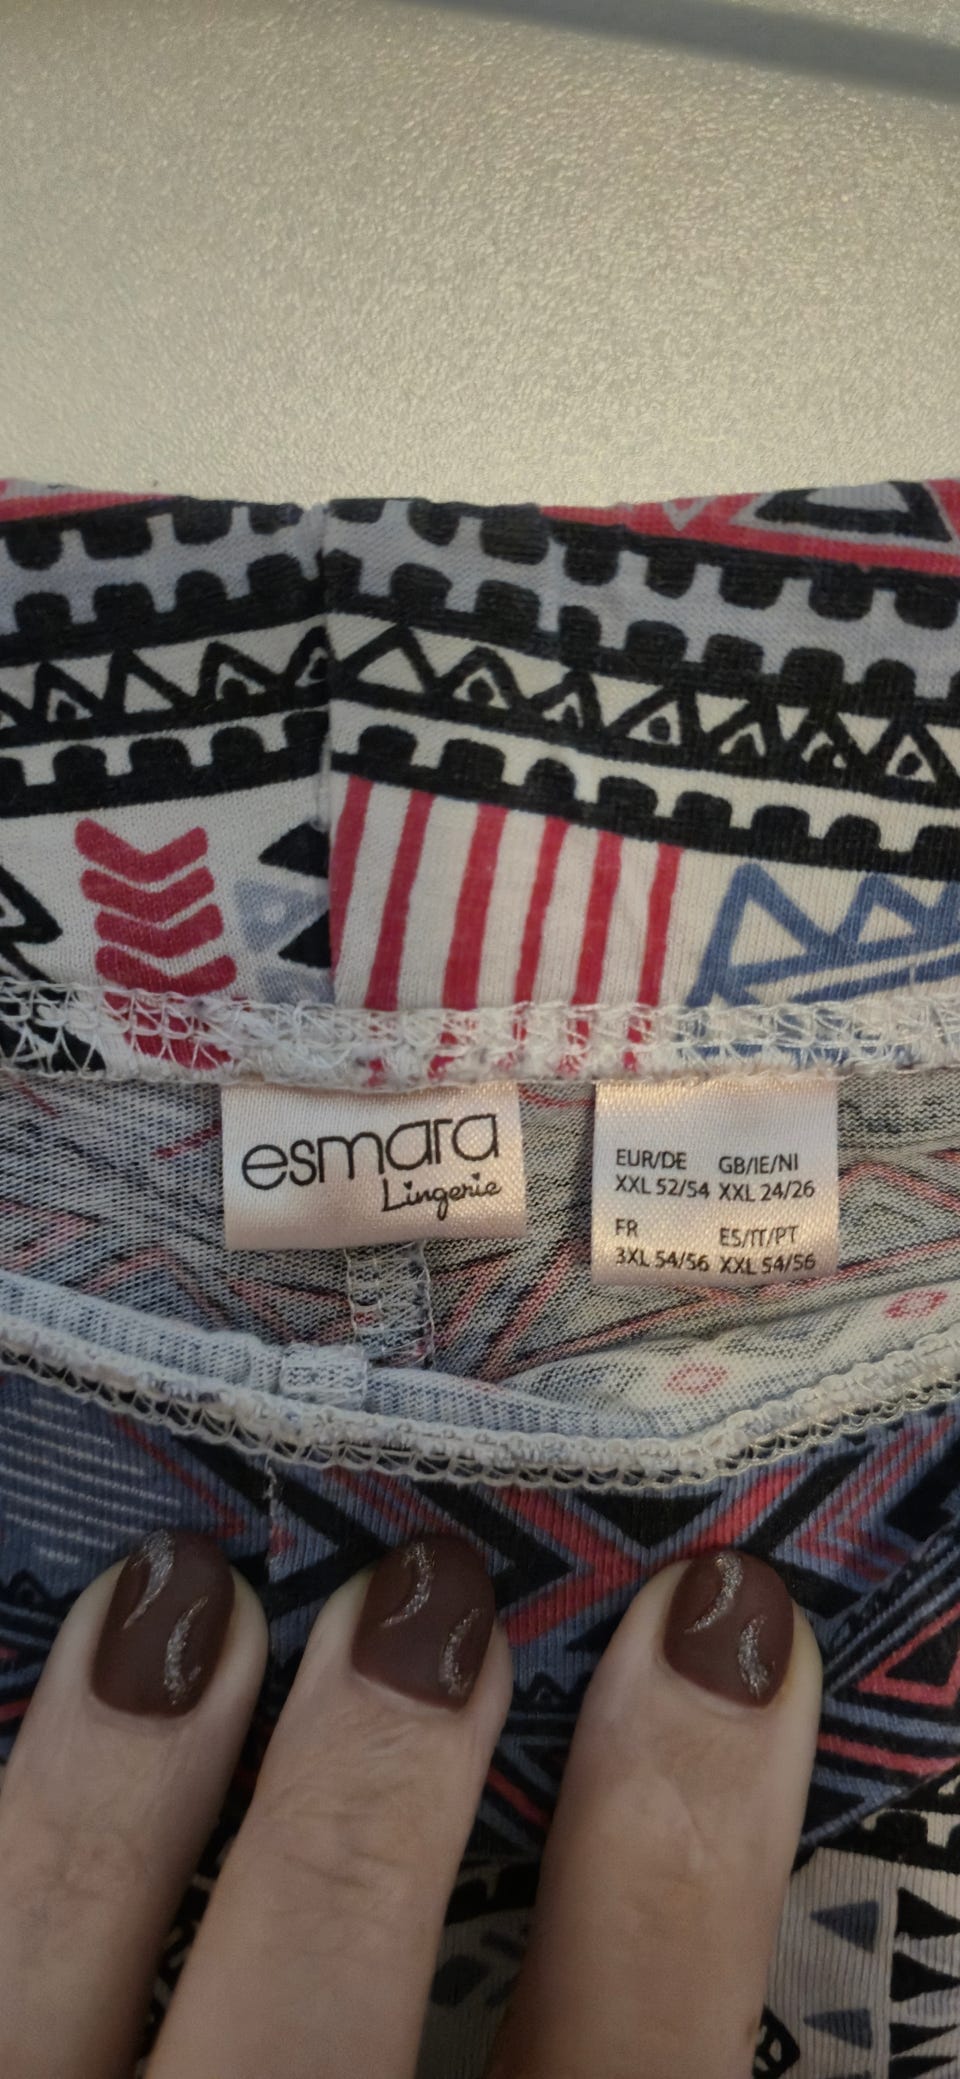 esmara
Lingerie
EUR/DE GB/IE/NI
XXL 52/54 XXL 24/26
FR ES/IT/PT
3XL 54/56 XXL 54/56